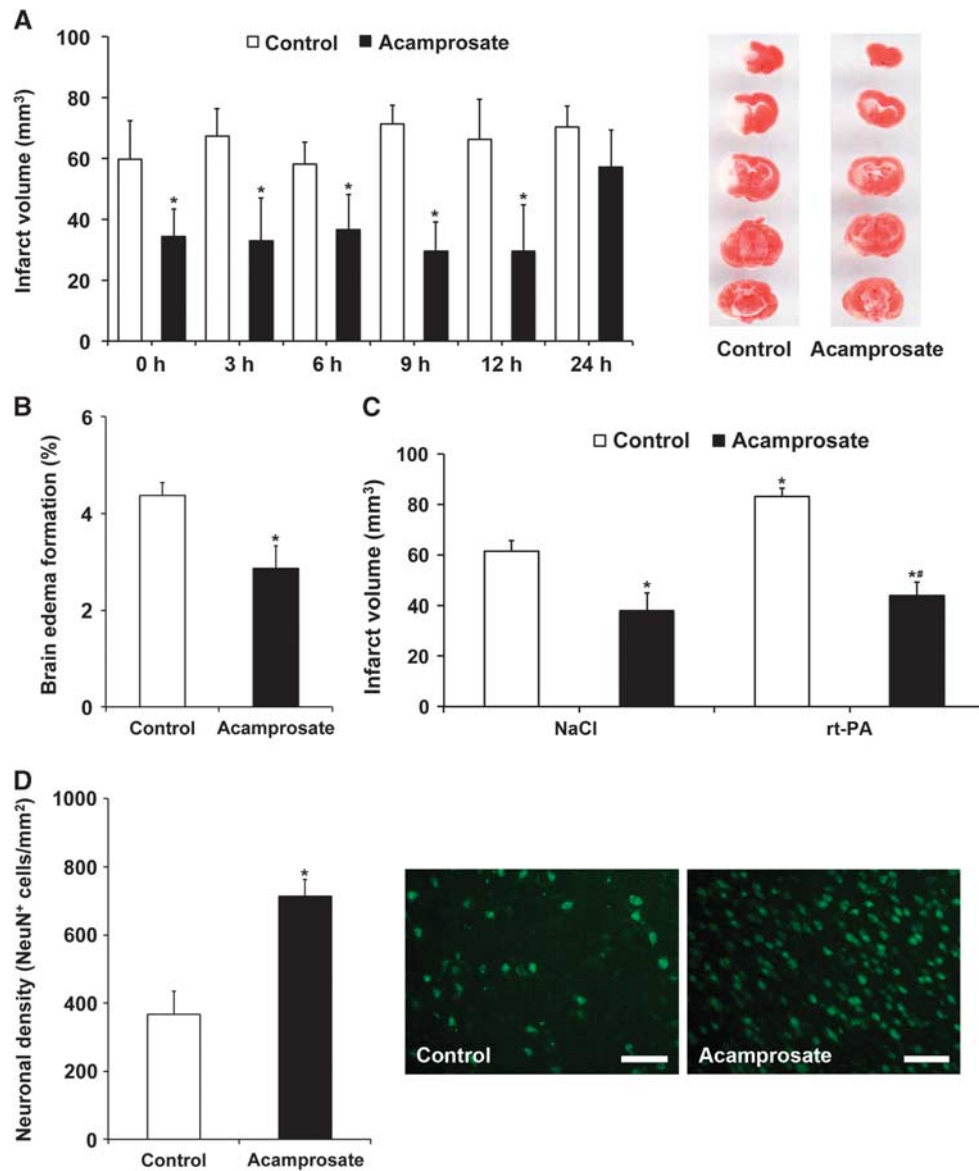 A
Control Acamprosate
Infarct volume (mm³)
100
80
60
40
20
0
* * * * *
0 h 3 h 6 h 9 h 12 h 24 h
Control Acamprosate
B
Brain edema formation (%)
6
4
2
0
*
Control Acamprosate
C
Control Acamprosate
Infarct volume (mm³)
100
80
60
40
20
0
* * *#
NaCl rt-PA
D
Neuronal density (NeuN⁺ cells/mm²)
1000
800
600
400
200
0
*
Control Acamprosate
Control Acamprosate